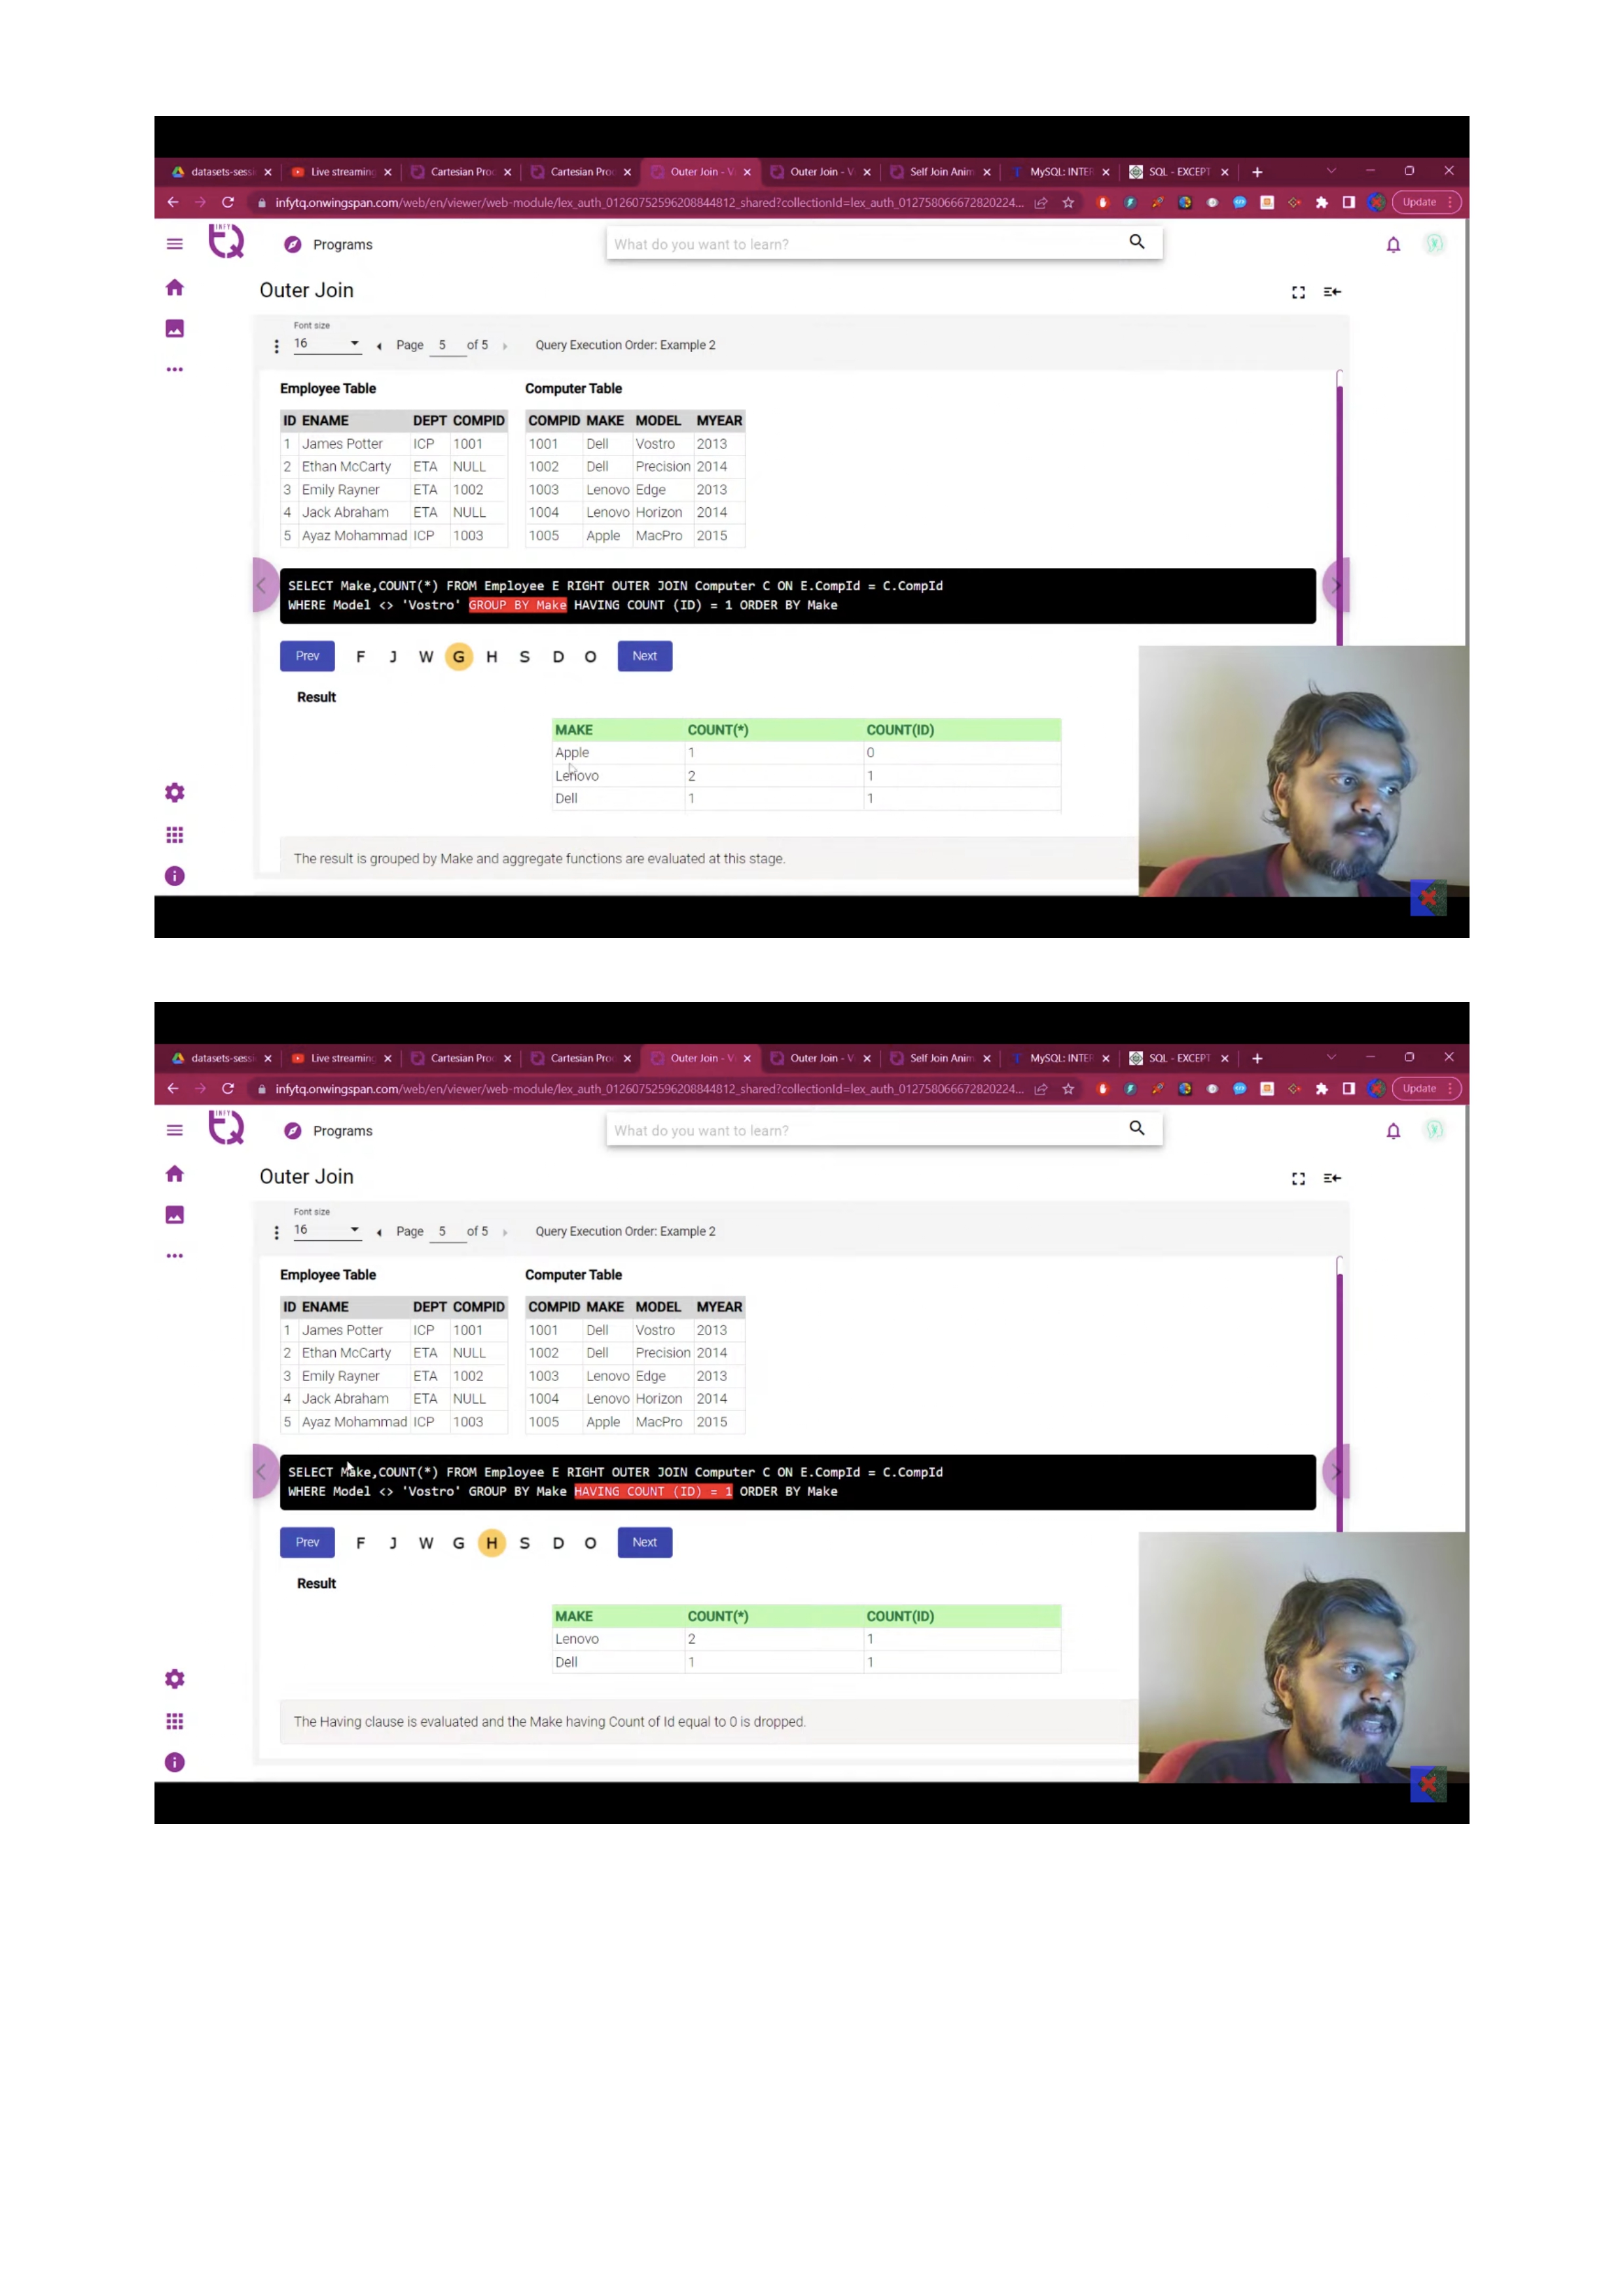 datasets-sessi Live streaming Cartesian Proc Cartesian Proc Outer Join - Vi Outer Join - Vi Self Join Anim MySQL: INTER SQL - EXCEPT
infytq.onwingspan.com/web/en/viewer/web-module/lex_auth_01260752596208844812_shared?collectionId=lex_auth_012758066672820224... Update
INFY TQ Programs What do you want to learn?
Outer Join
Font size
16 Page 5 of 5 Query Execution Order: Example 2
Employee Table Computer Table
ID ENAME DEPT COMPID COMPID MAKE MODEL MYEAR
1 James Potter ICP 1001 1001 Dell Vostro 2013
2 Ethan McCarty ETA NULL 1002 Dell Precision 2014
3 Emily Rayner ETA 1002 1003 Lenovo Edge 2013
4 Jack Abraham ETA NULL 1004 Lenovo Horizon 2014
5 Ayaz Mohammad ICP 1003 1005 Apple MacPro 2015
SELECT Make,COUNT(*) FROM Employee E RIGHT OUTER JOIN Computer C ON E.CompId = C.CompId
WHERE Model <> 'Vostro' GROUP BY Make HAVING COUNT (ID) = 1 ORDER BY Make
Prev F J W G H S D O Next
Result
MAKE COUNT(*) COUNT(ID)
Apple 1 0
Lenovo 2 1
Dell 1 1
The result is grouped by Make and aggregate functions are evaluated at this stage.
datasets-sessi Live streaming Cartesian Proc Cartesian Proc Outer Join - Vi Outer Join - Vi Self Join Anim MySQL: INTER SQL - EXCEPT
infytq.onwingspan.com/web/en/viewer/web-module/lex_auth_01260752596208844812_shared?collectionId=lex_auth_012758066672820224... Update
INFY TQ Programs What do you want to learn?
Outer Join
Font size
16 Page 5 of 5 Query Execution Order: Example 2
Employee Table Computer Table
ID ENAME DEPT COMPID COMPID MAKE MODEL MYEAR
1 James Potter ICP 1001 1001 Dell Vostro 2013
2 Ethan McCarty ETA NULL 1002 Dell Precision 2014
3 Emily Rayner ETA 1002 1003 Lenovo Edge 2013
4 Jack Abraham ETA NULL 1004 Lenovo Horizon 2014
5 Ayaz Mohammad ICP 1003 1005 Apple MacPro 2015
SELECT Make,COUNT(*) FROM Employee E RIGHT OUTER JOIN Computer C ON E.CompId = C.CompId
WHERE Model <> 'Vostro' GROUP BY Make HAVING COUNT (ID) = 1 ORDER BY Make
Prev F J W G H S D O Next
Result
MAKE COUNT(*) COUNT(ID)
Lenovo 2 1
Dell 1 1
The Having clause is evaluated and the Make having Count of Id equal to 0 is dropped.